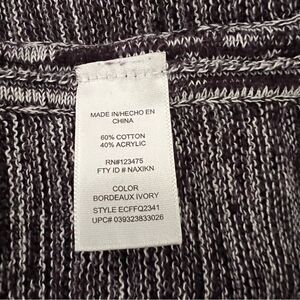 MADE IN/HECHO EN
CHINA
60% COTTON
40% ACRYLIC
RN#123475
FTY ID # NAXIKN
COLOR
BORDEAUX IVORY
STYLE ECFFQ2341
UPC# 039323833026